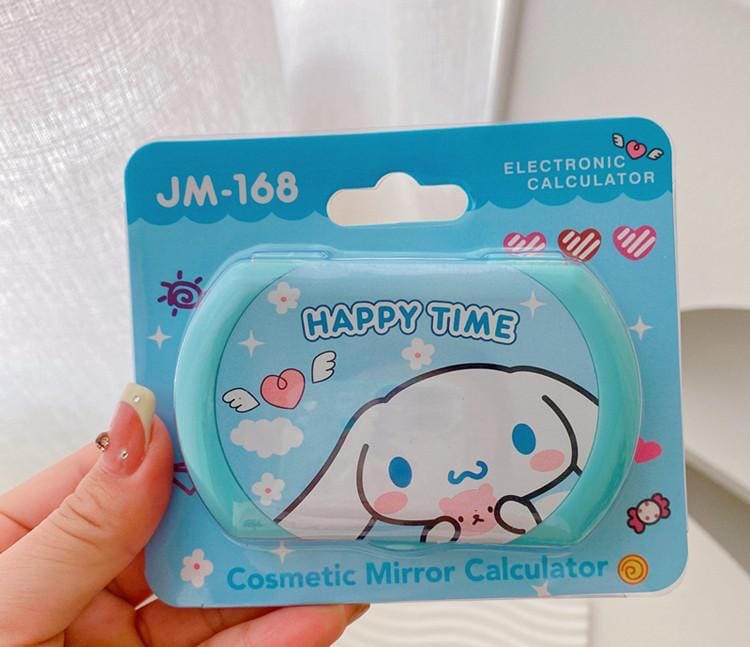 JM-168
ELECTRONIC
CALCULATOR
HAPPY TIME
Cosmetic Mirror Calculator